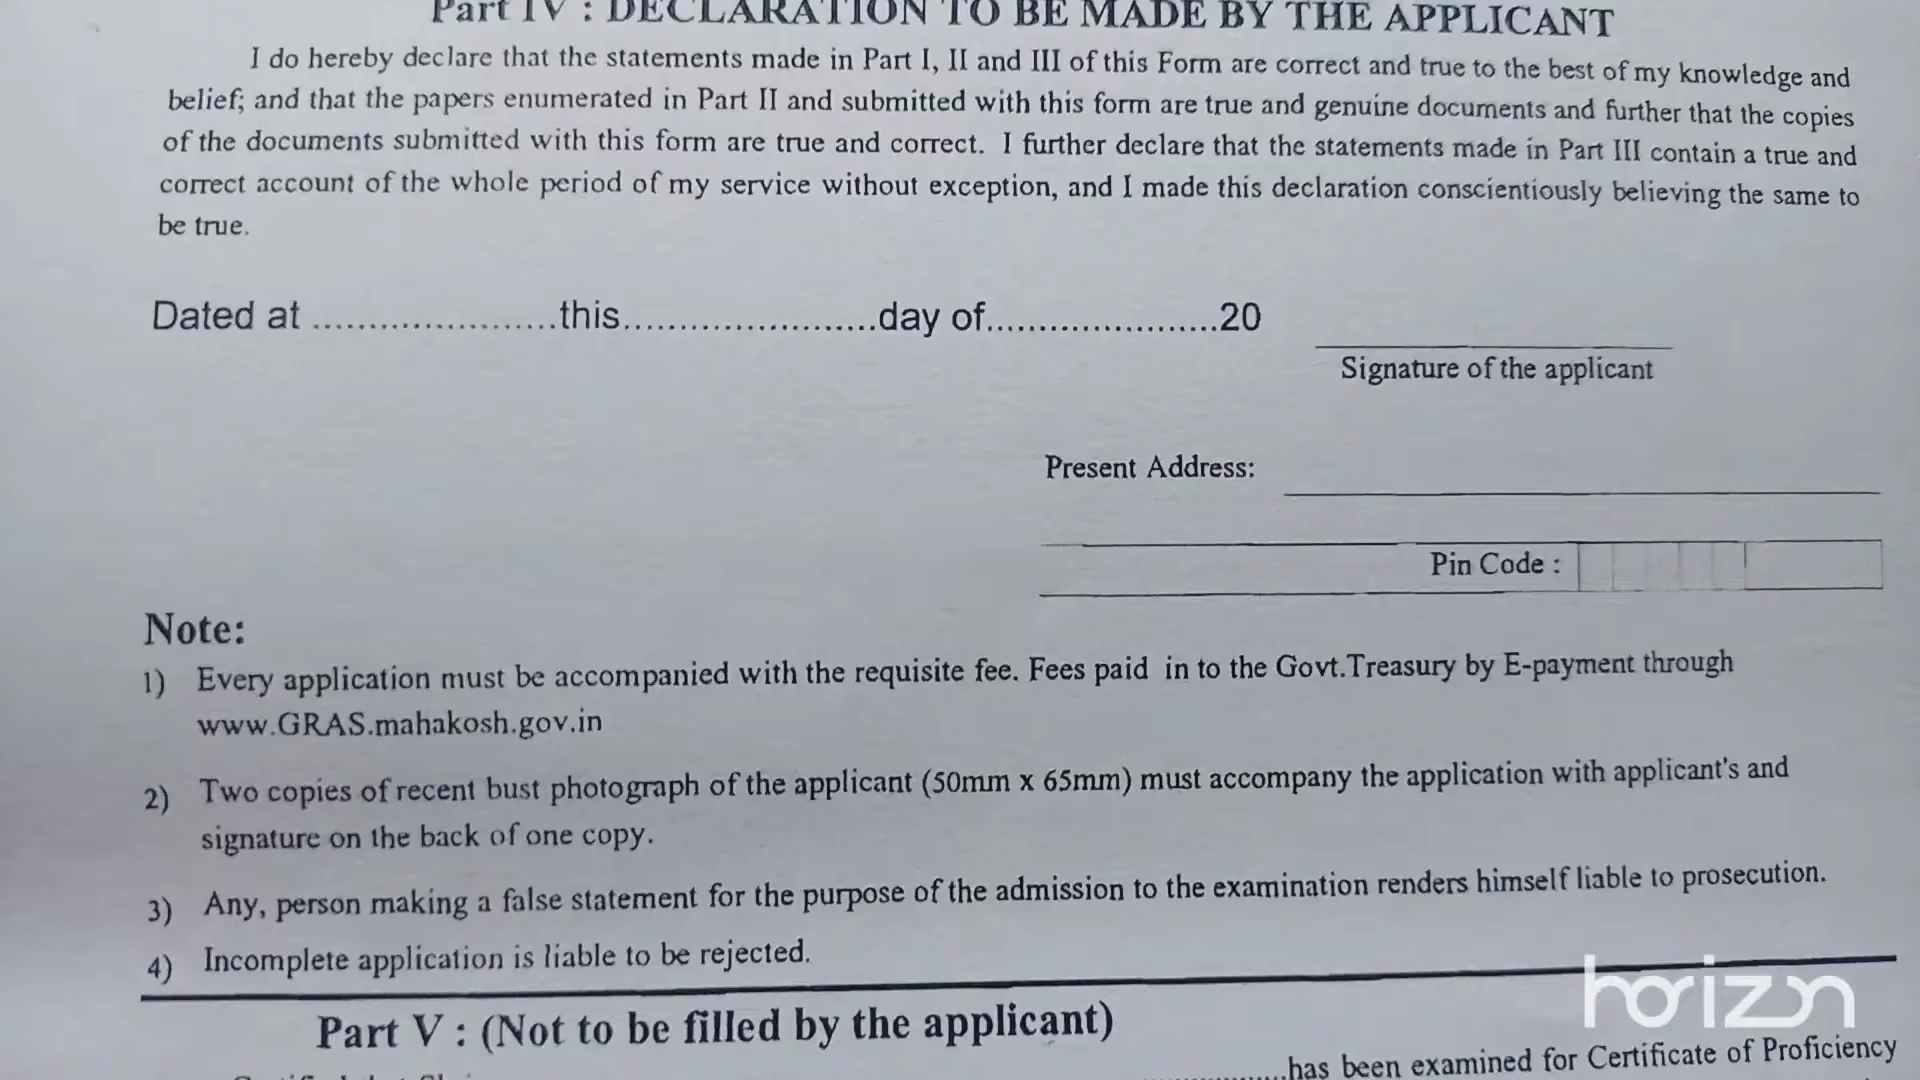 Part IV : DECLARATION TO BE MADE BY THE APPLICANT
I do hereby declare that the statements made in Part I, II and III of this Form are correct and true to the best of my knowledge and
belief; and that the papers enumerated in Part II and submitted with this form are true and genuine documents and further that the copies
of the documents submitted with this form are true and correct. I further declare that the statements made in Part III contain a true and
correct account of the whole period of my service without exception, and I made this declaration conscientiously believing the same to
be true.
Dated at ......................this.......................day of.....................20
Signature of the applicant
Present Address:
Pin Code :
Note:
1) Every application must be accompanied with the requisite fee. Fees paid in to the Govt.Treasury by E-payment through
www.GRAS.mahakosh.gov.in
2) Two copies of recent bust photograph of the applicant (50mm x 65mm) must accompany the application with applicant's and
signature on the back of one copy.
3) Any, person making a false statement for the purpose of the admission to the examination renders himself liable to prosecution.
4) Incomplete application is liable to be rejected.
horizon
Part V : (Not to be filled by the applicant)
has been examined for Certificate of Proficiency